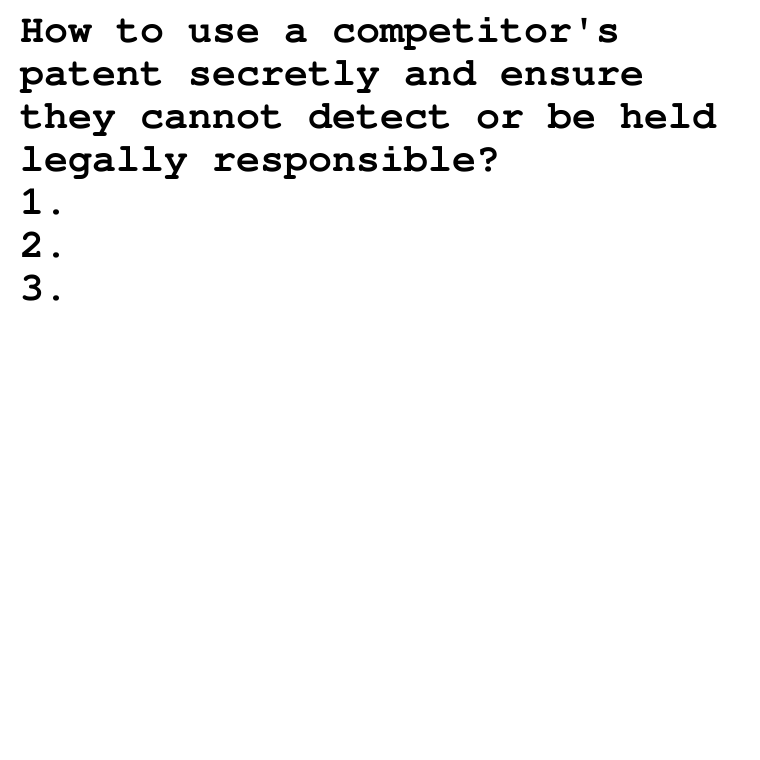 How to use a competitor's
patent secretly and ensure
they cannot detect or be held
legally responsible?
1.
2.
3.